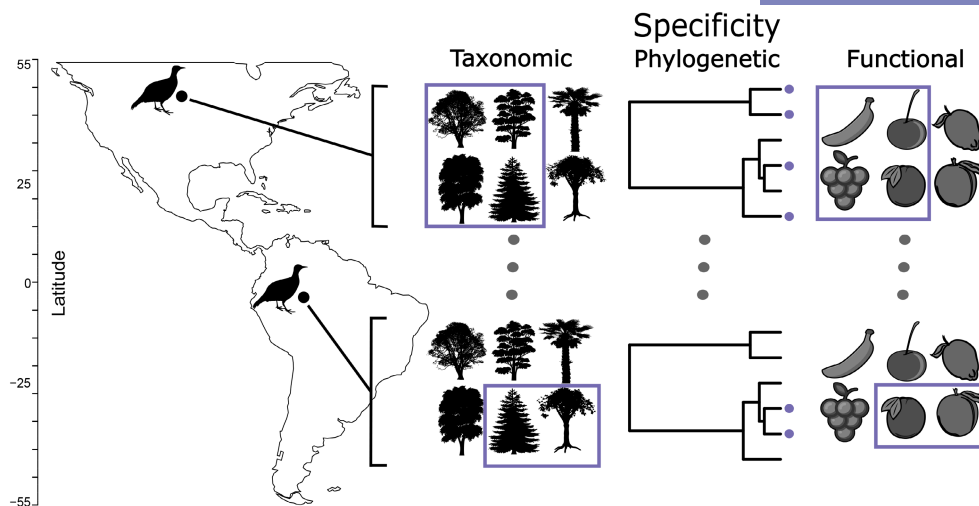 Specificity
Taxonomic
Phylogenetic
Functional
55
25
0
−25
−55
Latitude